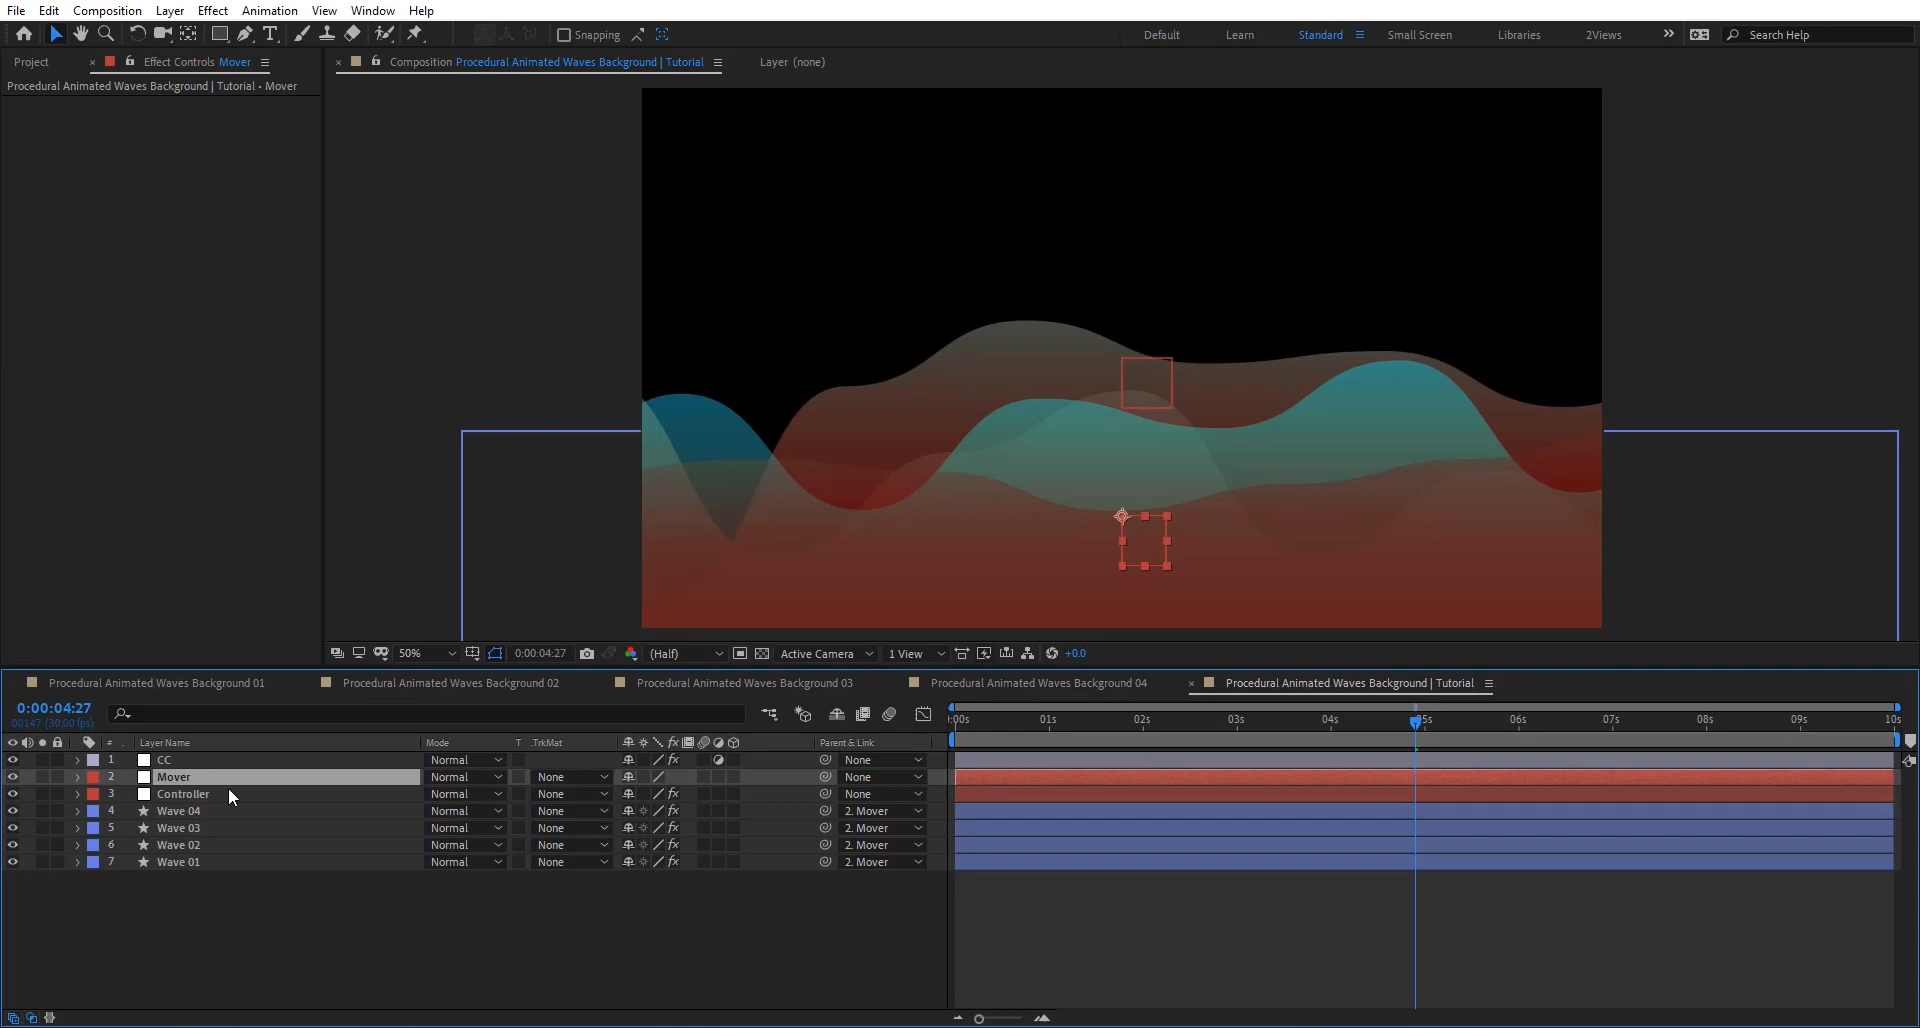 File Edit Composition Layer Effect Animation View Window Help
Snapping Default Learn Standard Small Screen Libraries 2Views Search Help
Project Effect Controls Mover Composition Procedural Animated Waves Background | Tutorial Layer (none)
Procedural Animated Waves Background | Tutorial • Mover
50% 0:00:04:27 (Half) Active Camera 1 View +0.0
Procedural Animated Waves Background 01 Procedural Animated Waves Background 02 Procedural Animated Waves Background 03 Procedural Animated Waves Background 04 Procedural Animated Waves Background | Tutorial
0:00:04:27
00147 (30.00 fps)
:00s 01s 02s 03s 04s 05s 06s 07s 08s 09s 10s
# Layer Name Mode T .TrkMat Parent & Link
1 CC Normal None
2 Mover Normal None None
3 Controller Normal None None
4 Wave 04 Normal None 2. Mover
5 Wave 03 Normal None 2. Mover
6 Wave 02 Normal None 2. Mover
7 Wave 01 Normal None 2. Mover